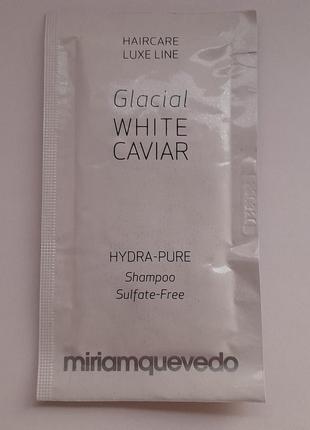 HAIRCARE
LUXE LINE
Glacial
WHITE
CAVIAR
HYDRA-PURE
Shampoo
Sulfate-Free
miriamquevedo